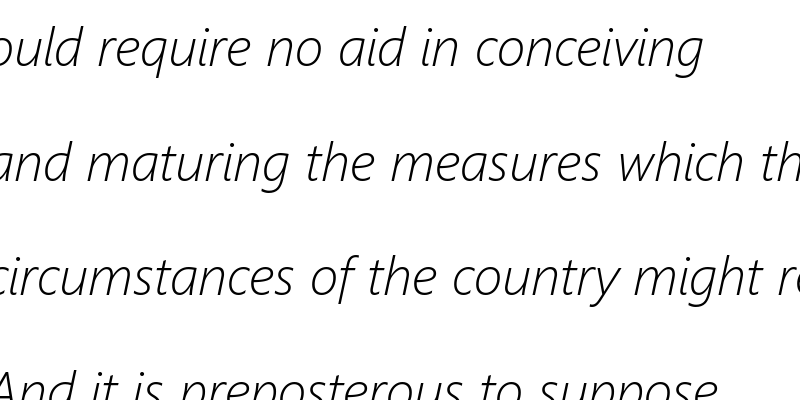 ould require no aid in conceiving
and maturing the measures which th
circumstances of the country might re
And it is preposterous to suppose